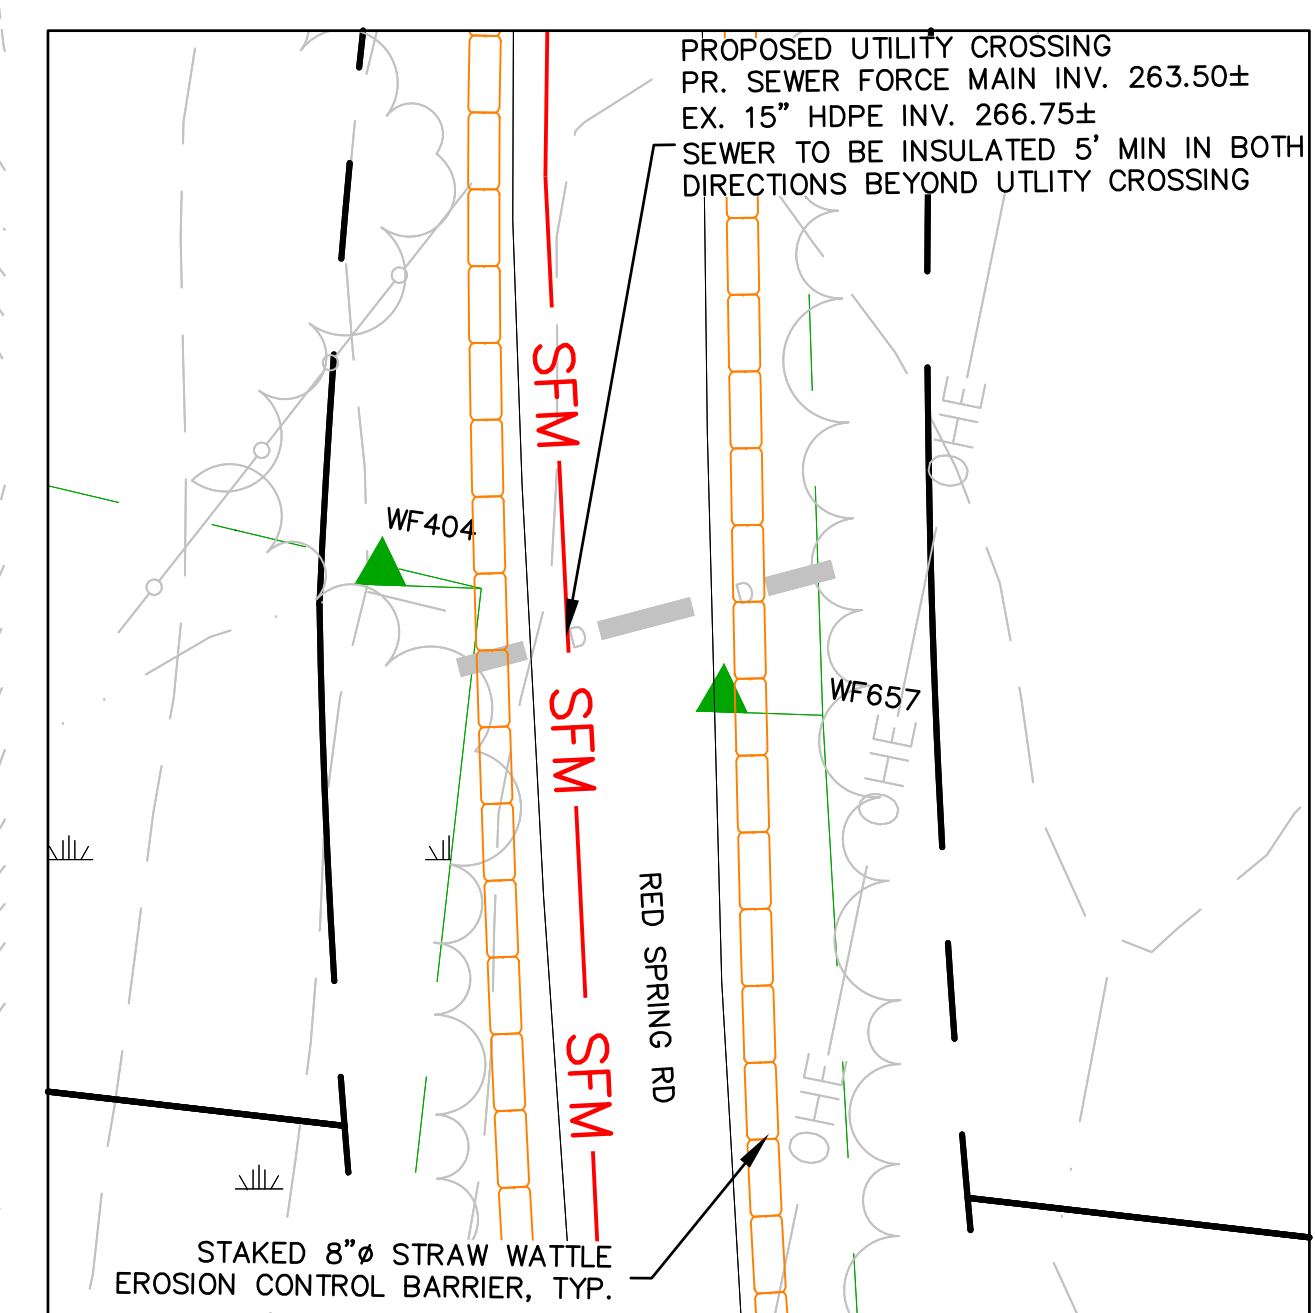 PROPOSED UTILITY CROSSING
PR. SEWER FORCE MAIN INV. 263.50±
EX. 15" HDPE INV. 266.75±
SEWER TO BE INSULATED 5' MIN IN BOTH
DIRECTIONS BEYOND UTLITY CROSSING
SFM
OHE
WF404
D
D
WF657
SFM
OHE
RED SPRING RD
SFM
OHE
STAKED 8"ø STRAW WATTLE
EROSION CONTROL BARRIER, TYP.